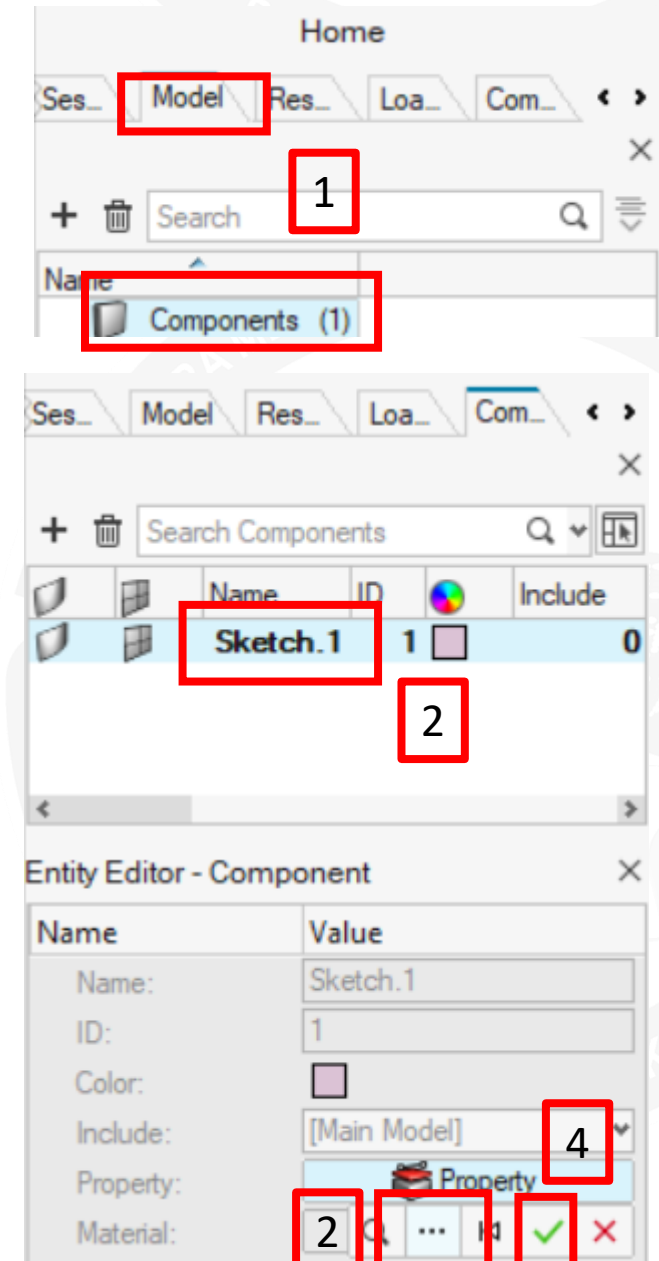 Home
Ses... Model Res... Loa... Com...
1
Search
Name
Components (1)
Ses... Model Res... Loa... Com...
Search Components
Name ID Include
Sketch.1 1 0
2
Entity Editor - Component
Name Value
Name: Sketch.1
ID: 1
Color:
Include: [Main Model]
4
Property: Property
Material: 2 ...